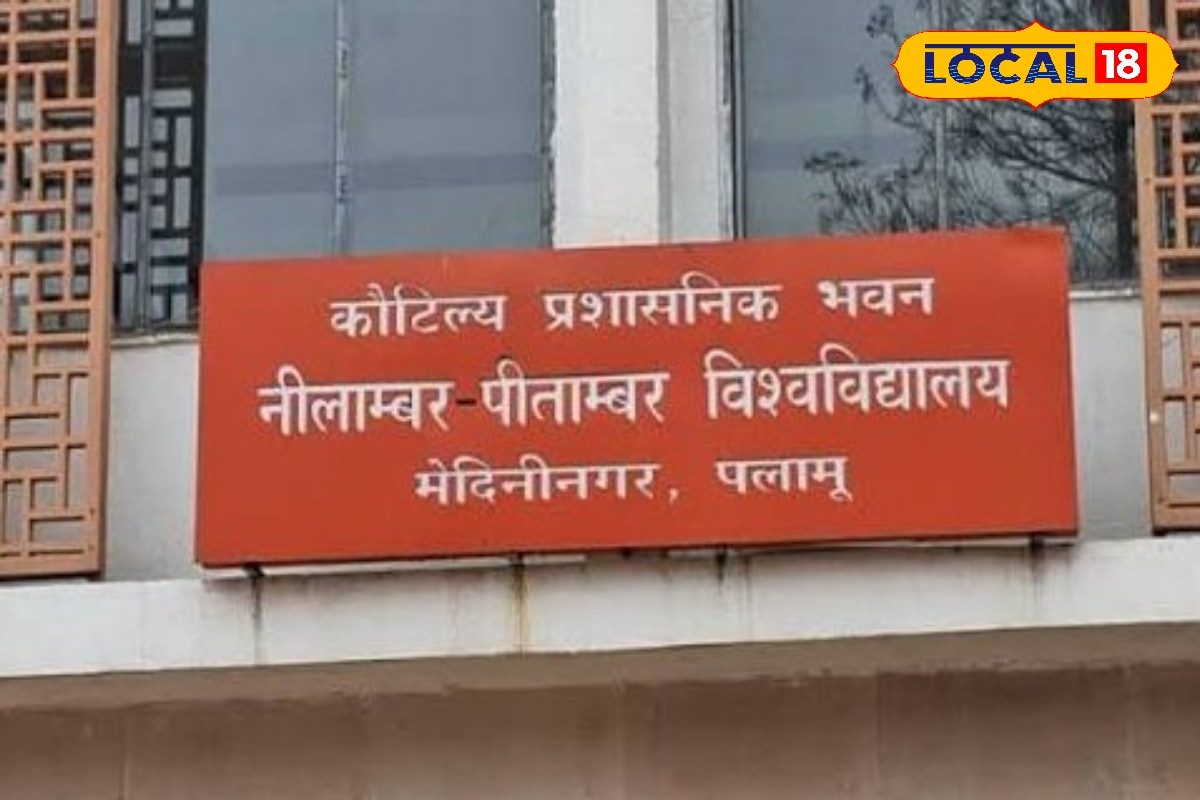 LOCAL 18
कौटिल्य प्रशासनिक भवन
नीलाम्बर-पीताम्बर विश्वविद्यालय
मेदिनीनगर, पलामू